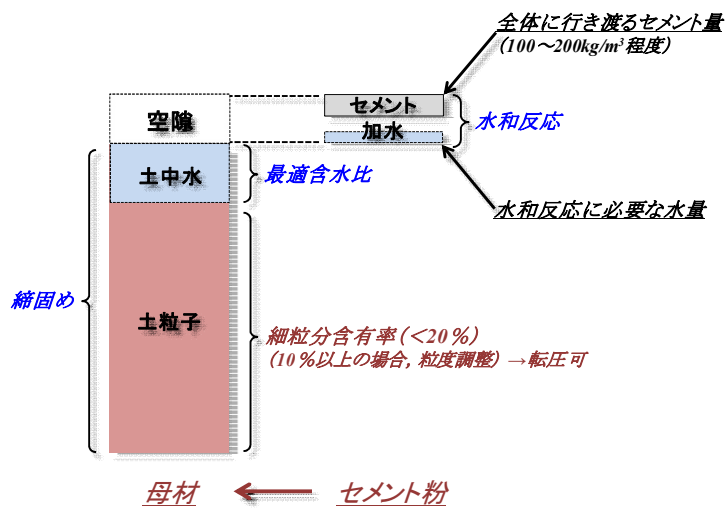 全体に行き渡るセメント量
（100～200kg/m³程度）
空隙
セメント
加水
水和反応
土中水
最適含水比
水和反応に必要な水量
締固め
土粒子
細粒分含有率（＜20％）
（10％以上の場合，粒度調整）→転圧可
母材
セメント粉